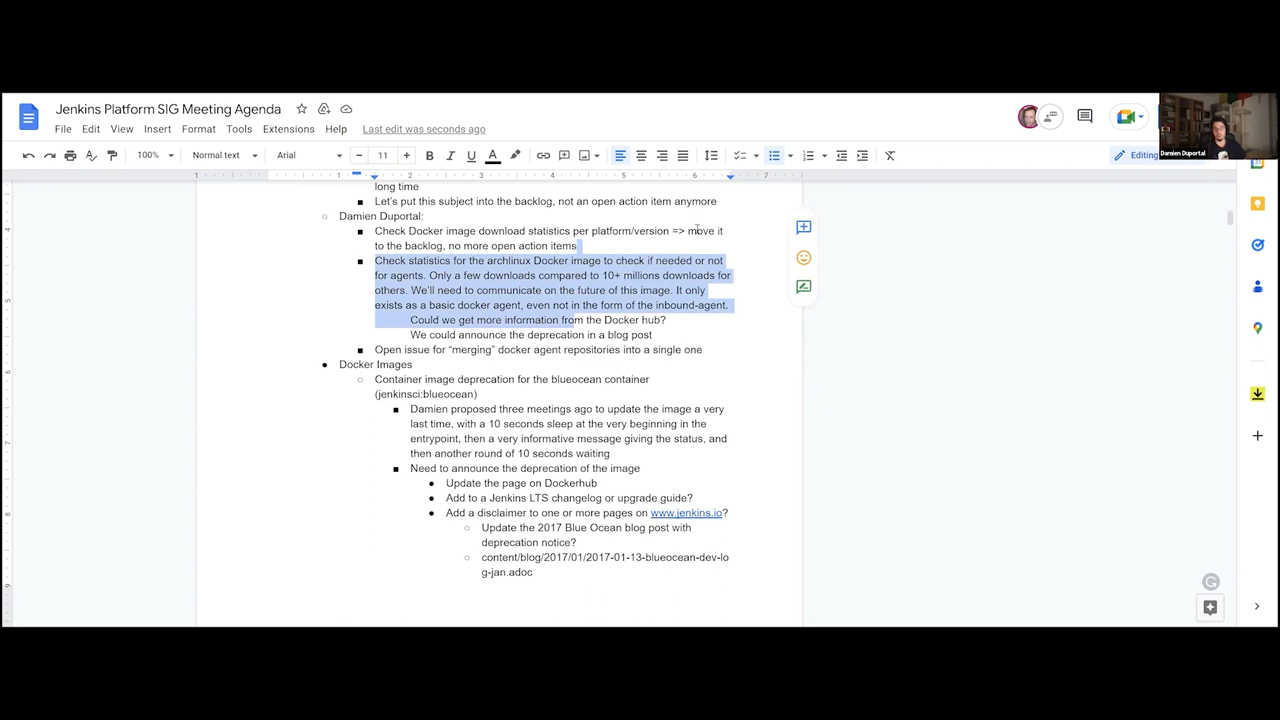 Jenkins Platform SIG Meeting Agenda
File Edit View Insert Format Tools Extensions Help Last edit was seconds ago
Damien Duportal
100% Normal text Arial 11 B I U A Editing
1 1 2 3 4 5 6 7
long time
Let's put this subject into the backlog, not an open action item anymore
Damien Duportal:
Check Docker image download statistics per platform/version => move it
to the backlog, no more open action items
Check statistics for the archlinux Docker image to check if needed or not
for agents. Only a few downloads compared to 10+ millions downloads for
others. We'll need to communicate on the future of this image. It only
exists as a basic docker agent, even not in the form of the inbound-agent.
Could we get more information from the Docker hub?
We could announce the deprecation in a blog post
Open issue for “merging” docker agent repositories into a single one
Docker Images
Container image deprecation for the blueocean container
(jenkinsci:blueocean)
Damien proposed three meetings ago to update the image a very
last time, with a 10 seconds sleep at the very beginning in the
entrypoint, then a very informative message giving the status, and
then another round of 10 seconds waiting
Need to announce the deprecation of the image
Update the page on Dockerhub
Add to a Jenkins LTS changelog or upgrade guide?
Add a disclaimer to one or more pages on www.jenkins.io?
Update the 2017 Blue Ocean blog post with
deprecation notice?
content/blog/2017/01/2017-01-13-blueocean-dev-lo
g-jan.adoc